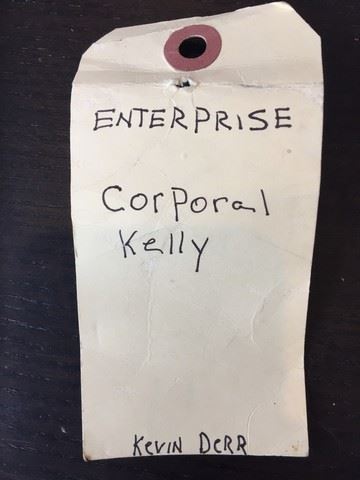 ENTERPRISE
Corporal
Kelly
Kevin Derr